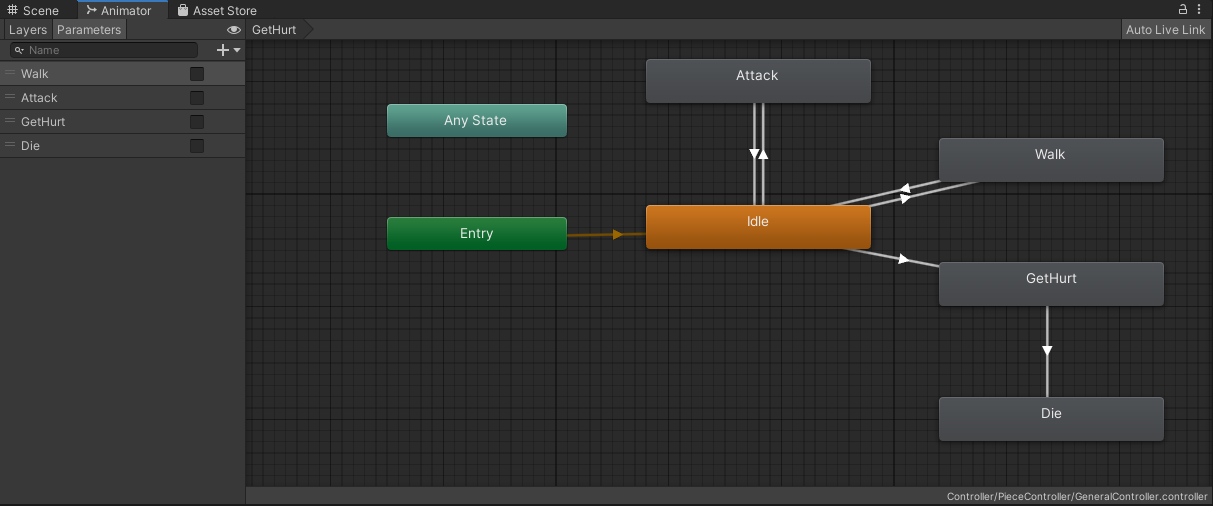 Scene Animator Asset Store
Layers Parameters GetHurt Auto Live Link
Name
Walk
Attack
GetHurt
Die
Attack
Any State
Walk
Idle
Entry
GetHurt
Die
Controller/PieceController/GeneralController.controller